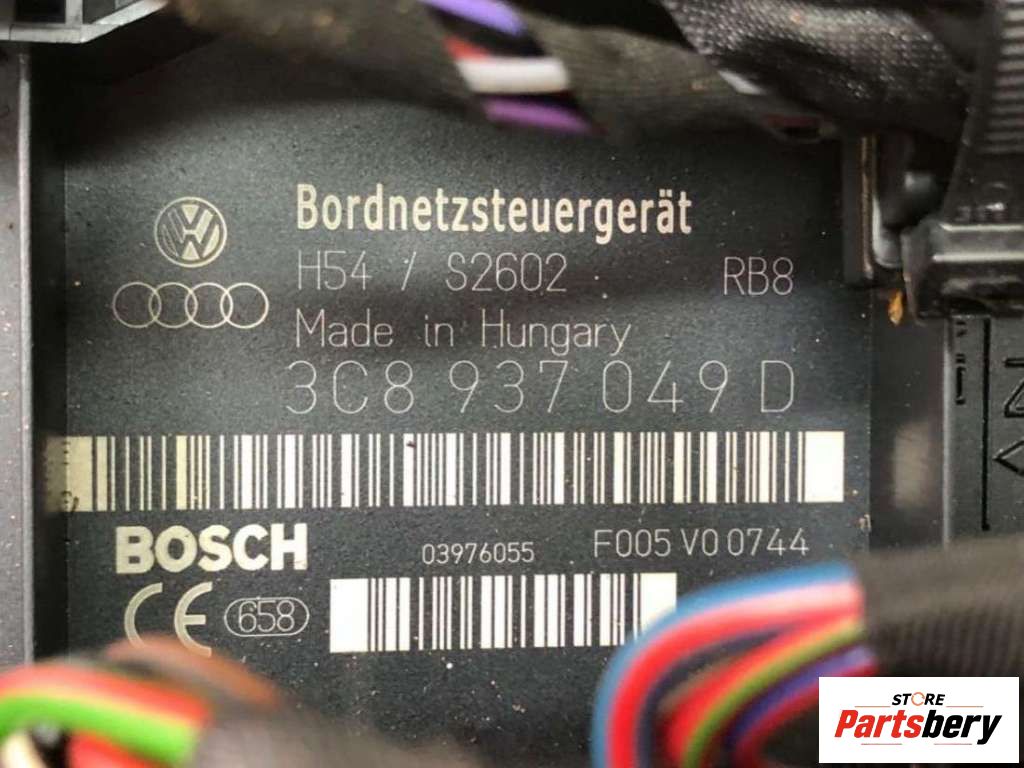 Bordnetzsteuergerät
H54 / S2602 RB8
Made in Hungary
3C8 937 049 D
BOSCH 03976055 F005 V0 0744
CE 658
STORE
Partsbery